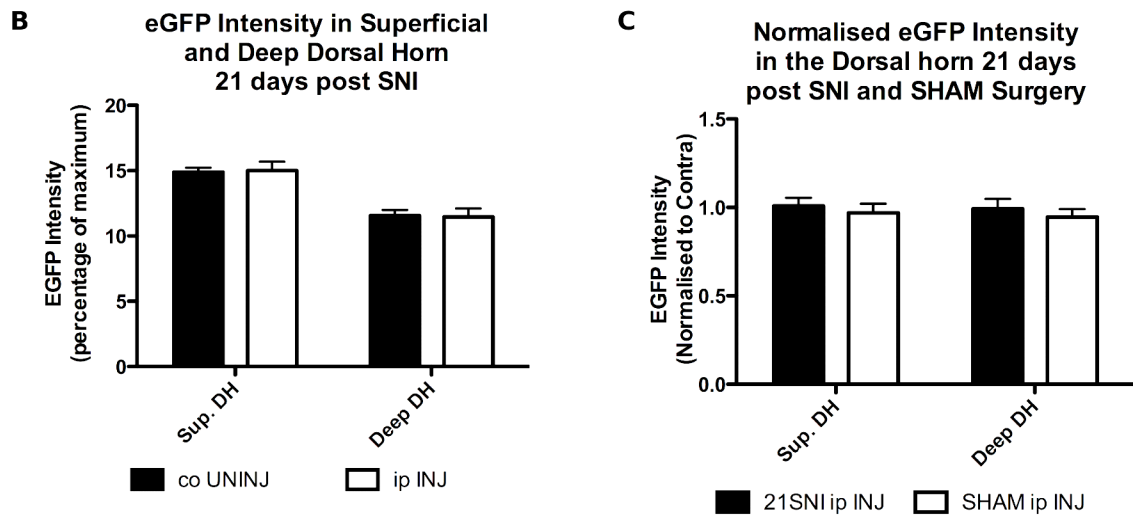 B
eGFP Intensity in Superficial
and Deep Dorsal Horn
21 days post SNI
EGFP Intensity
(percentage of maximum)
20
15
10
5
0
Sup. DH
Deep DH
co UNINJ
ip INJ
C
Normalised eGFP Intensity
in the Dorsal horn 21 days
post SNI and SHAM Surgery
EGFP Intensity
(Normalised to Contra)
1.5
1.0
0.5
0.0
Sup. DH
Deep DH
21SNI ip INJ
SHAM ip INJ